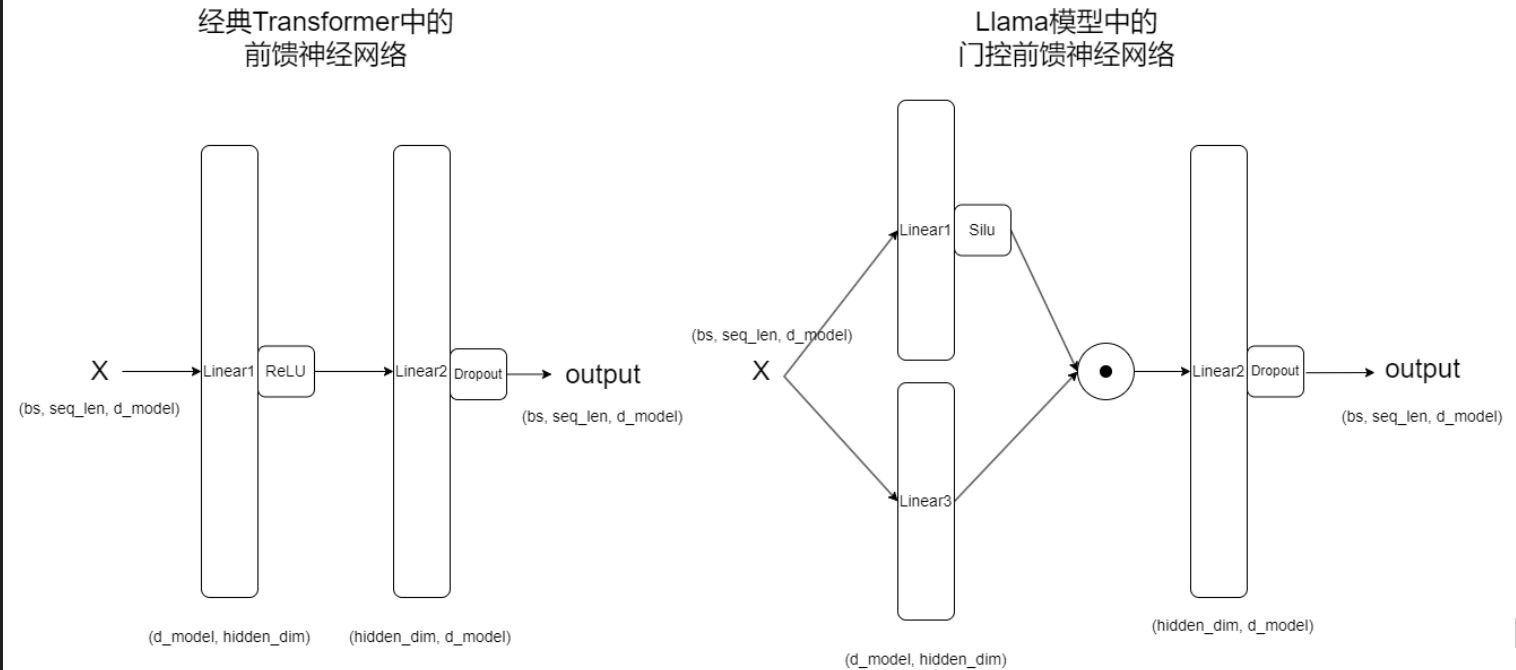 经典Transformer中的
前馈神经网络
X
(bs, seq_len, d_model)
Linear1
ReLU
Linear2
Dropout
output
(bs, seq_len, d_model)
(d_model, hidden_dim)
(hidden_dim, d_model)
Llama模型中的
门控前馈神经网络
(bs, seq_len, d_model)
X
Linear1
Silu
Linear3
Linear2
Dropout
output
(bs, seq_len, d_model)
(hidden_dim, d_model)
(d_model, hidden_dim)